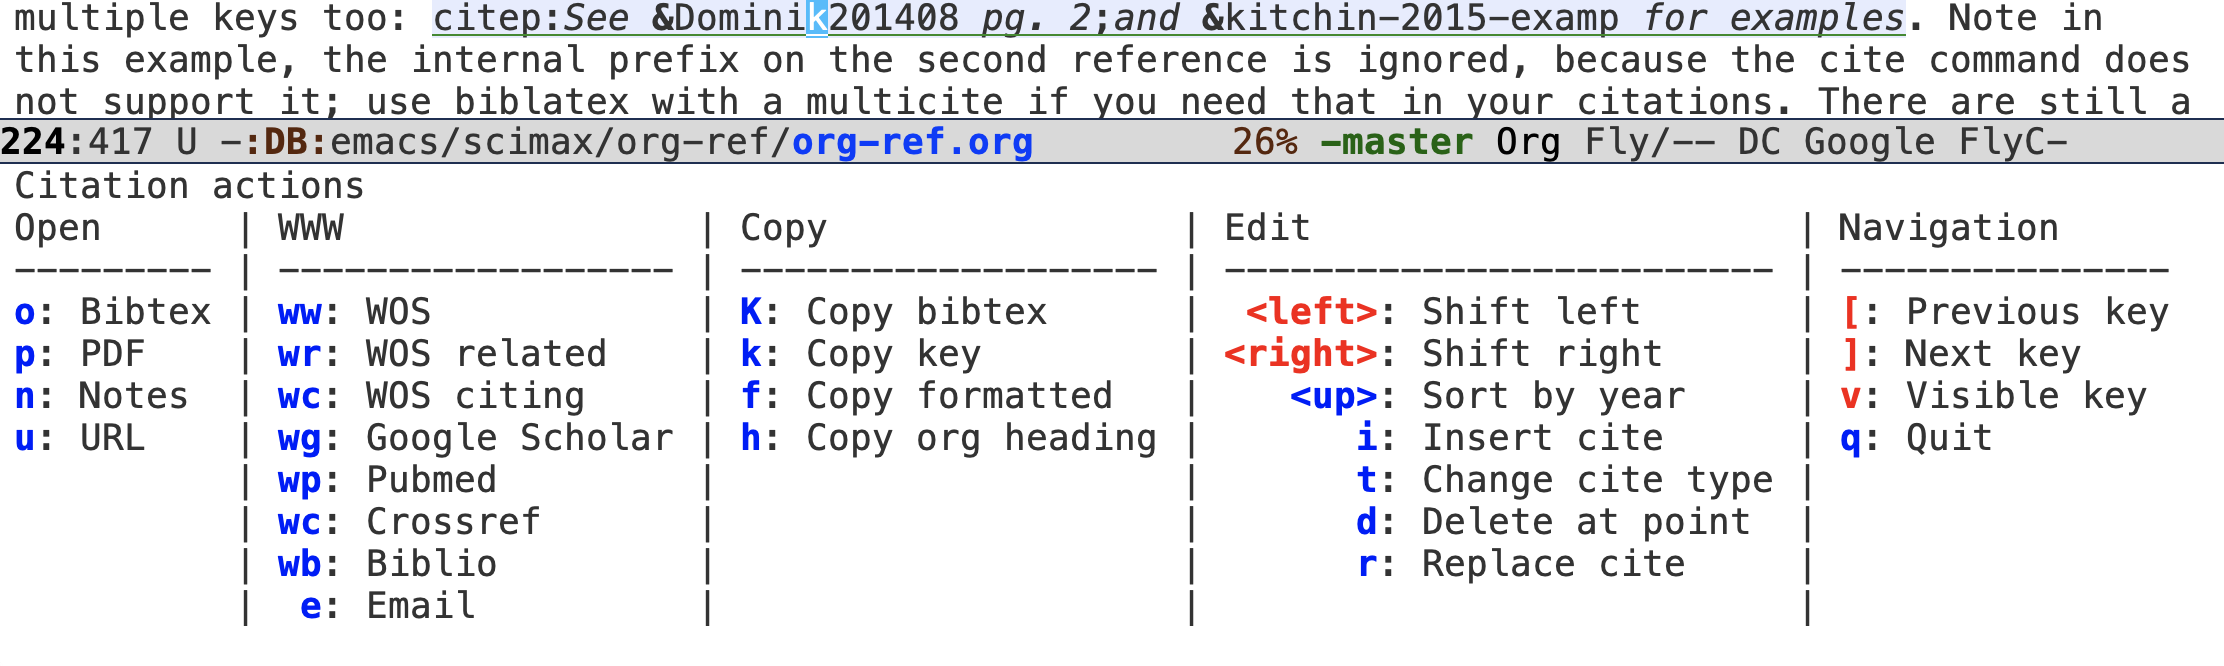 multiple keys too: citep:See &Dominik201408 pg. 2;and &kitchin-2015-examp for examples. Note in
this example, the internal prefix on the second reference is ignored, because the cite command does
not support it; use biblatex with a multicite if you need that in your citations. There are still a
224:417 U -:DB:emacs/scimax/org-ref/org-ref.org 26% -master Org Fly/-- DC Google FlyC-
Citation actions
Open | WWW | Copy | Edit | Navigation
--------- | ------------------ | ------------------- | ------------------------- | ---------------
o: Bibtex | ww: WOS | K: Copy bibtex | <left>: Shift left | [: Previous key
p: PDF | wr: WOS related | k: Copy key | <right>: Shift right | ]: Next key
n: Notes | wc: WOS citing | f: Copy formatted | <up>: Sort by year | v: Visible key
u: URL | wg: Google Scholar | h: Copy org heading | i: Insert cite | q: Quit
| wp: Pubmed | | t: Change cite type |
| wc: Crossref | | d: Delete at point |
| wb: Biblio | | r: Replace cite |
| e: Email | | |